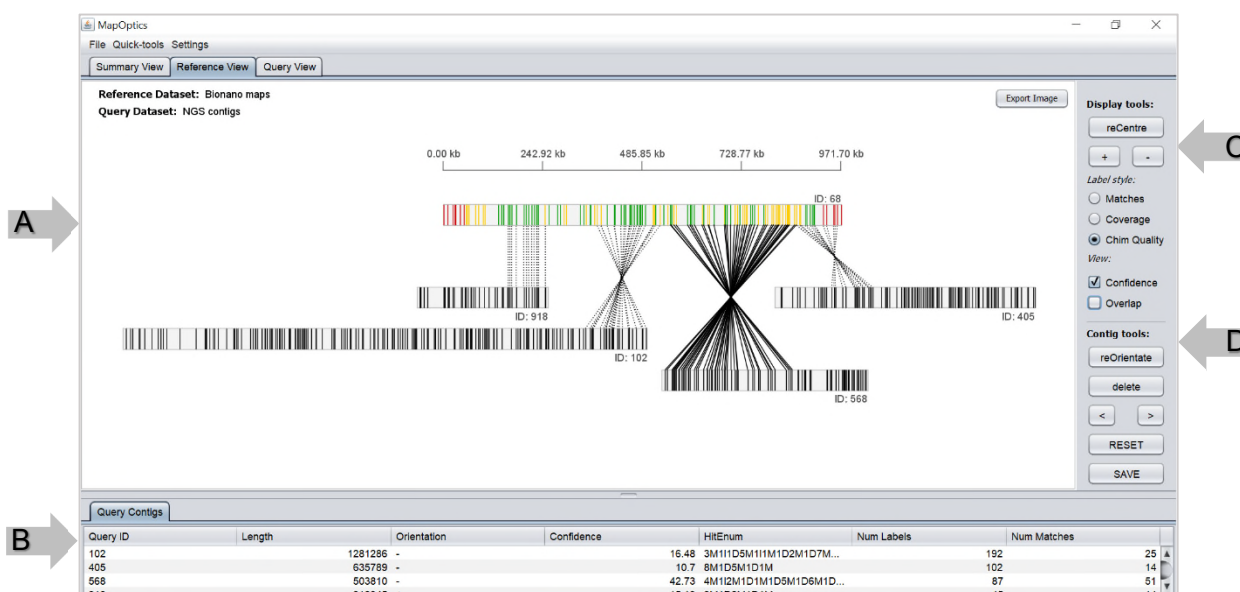 MapOptics
File Quick-tools Settings
Summary View Reference View Query View
Reference Dataset: Bionano maps
Query Dataset: NGS contigs
Export Image
0.00 kb 242.92 kb 485.85 kb 728.77 kb 971.70 kb
ID: 68
ID: 918
ID: 405
ID: 102
ID: 568
Display tools:
reCentre
+ -
Label style:
Matches
Coverage
Chim Quality
View:
Confidence
Overlap
Contig tools:
reOrientate
delete
< >
RESET
SAVE
A
B
C
D
Query Contigs
Query ID Length Orientation Confidence HitEnum Num Labels Num Matches
102 1281286 - 16.48 3M1I1D5M1I1M1D2M1D7M... 192 25
405 635789 - 10.7 8M1D5M1D1M 102 14
568 503810 - 42.73 4M1I2M1D1M1D5M1D6M1D... 87 51